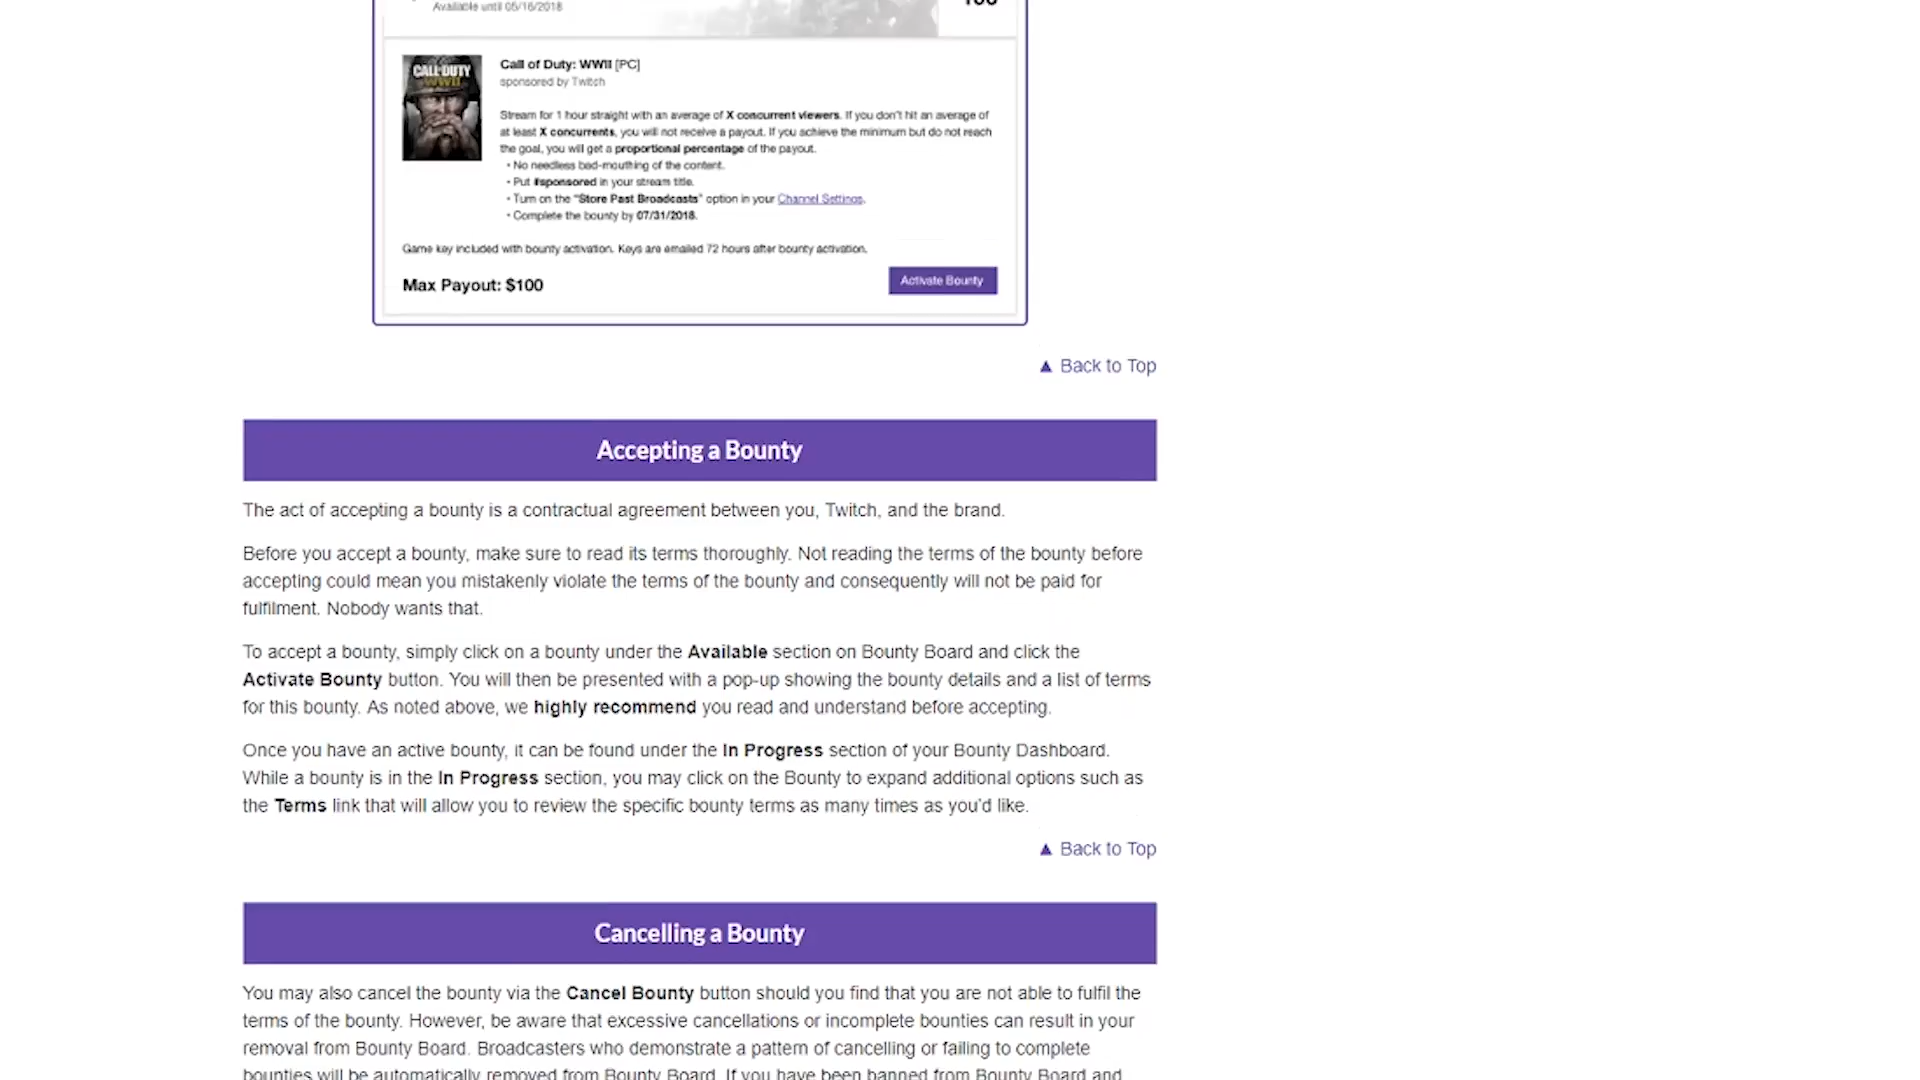 Available until 05/16/2018
CALL OF DUTY
WWII
Call of Duty: WWII [PC]
sponsored by Twitch
Stream for 1 hour straight with an average of X concurrent viewers. If you don't hit an average of
at least X concurrents, you will not receive a payout. If you achieve the minimum but do not reach
the goal, you will get a proportional percentage of the payout.
• No needless bad-mouthing of the content.
• Put #sponsored in your stream title.
• Turn on the "Store Past Broadcasts" option in your Channel Settings.
• Complete the bounty by 07/31/2018.
Game key included with bounty activation. Keys are emailed 72 hours after bounty activation.
Max Payout: $100
Activate Bounty
▲ Back to Top
Accepting a Bounty
The act of accepting a bounty is a contractual agreement between you, Twitch, and the brand.
Before you accept a bounty, make sure to read its terms thoroughly. Not reading the terms of the bounty before
accepting could mean you mistakenly violate the terms of the bounty and consequently will not be paid for
fulfilment. Nobody wants that.
To accept a bounty, simply click on a bounty under the Available section on Bounty Board and click the
Activate Bounty button. You will then be presented with a pop-up showing the bounty details and a list of terms
for this bounty. As noted above, we highly recommend you read and understand before accepting.
Once you have an active bounty, it can be found under the In Progress section of your Bounty Dashboard.
While a bounty is in the In Progress section, you may click on the Bounty to expand additional options such as
the Terms link that will allow you to review the specific bounty terms as many times as you'd like.
▲ Back to Top
Cancelling a Bounty
You may also cancel the bounty via the Cancel Bounty button should you find that you are not able to fulfil the
terms of the bounty. However, be aware that excessive cancellations or incomplete bounties can result in your
removal from Bounty Board. Broadcasters who demonstrate a pattern of cancelling or failing to complete
bounties will be automatically removed from Bounty Board. If you have been banned from Bounty Board and